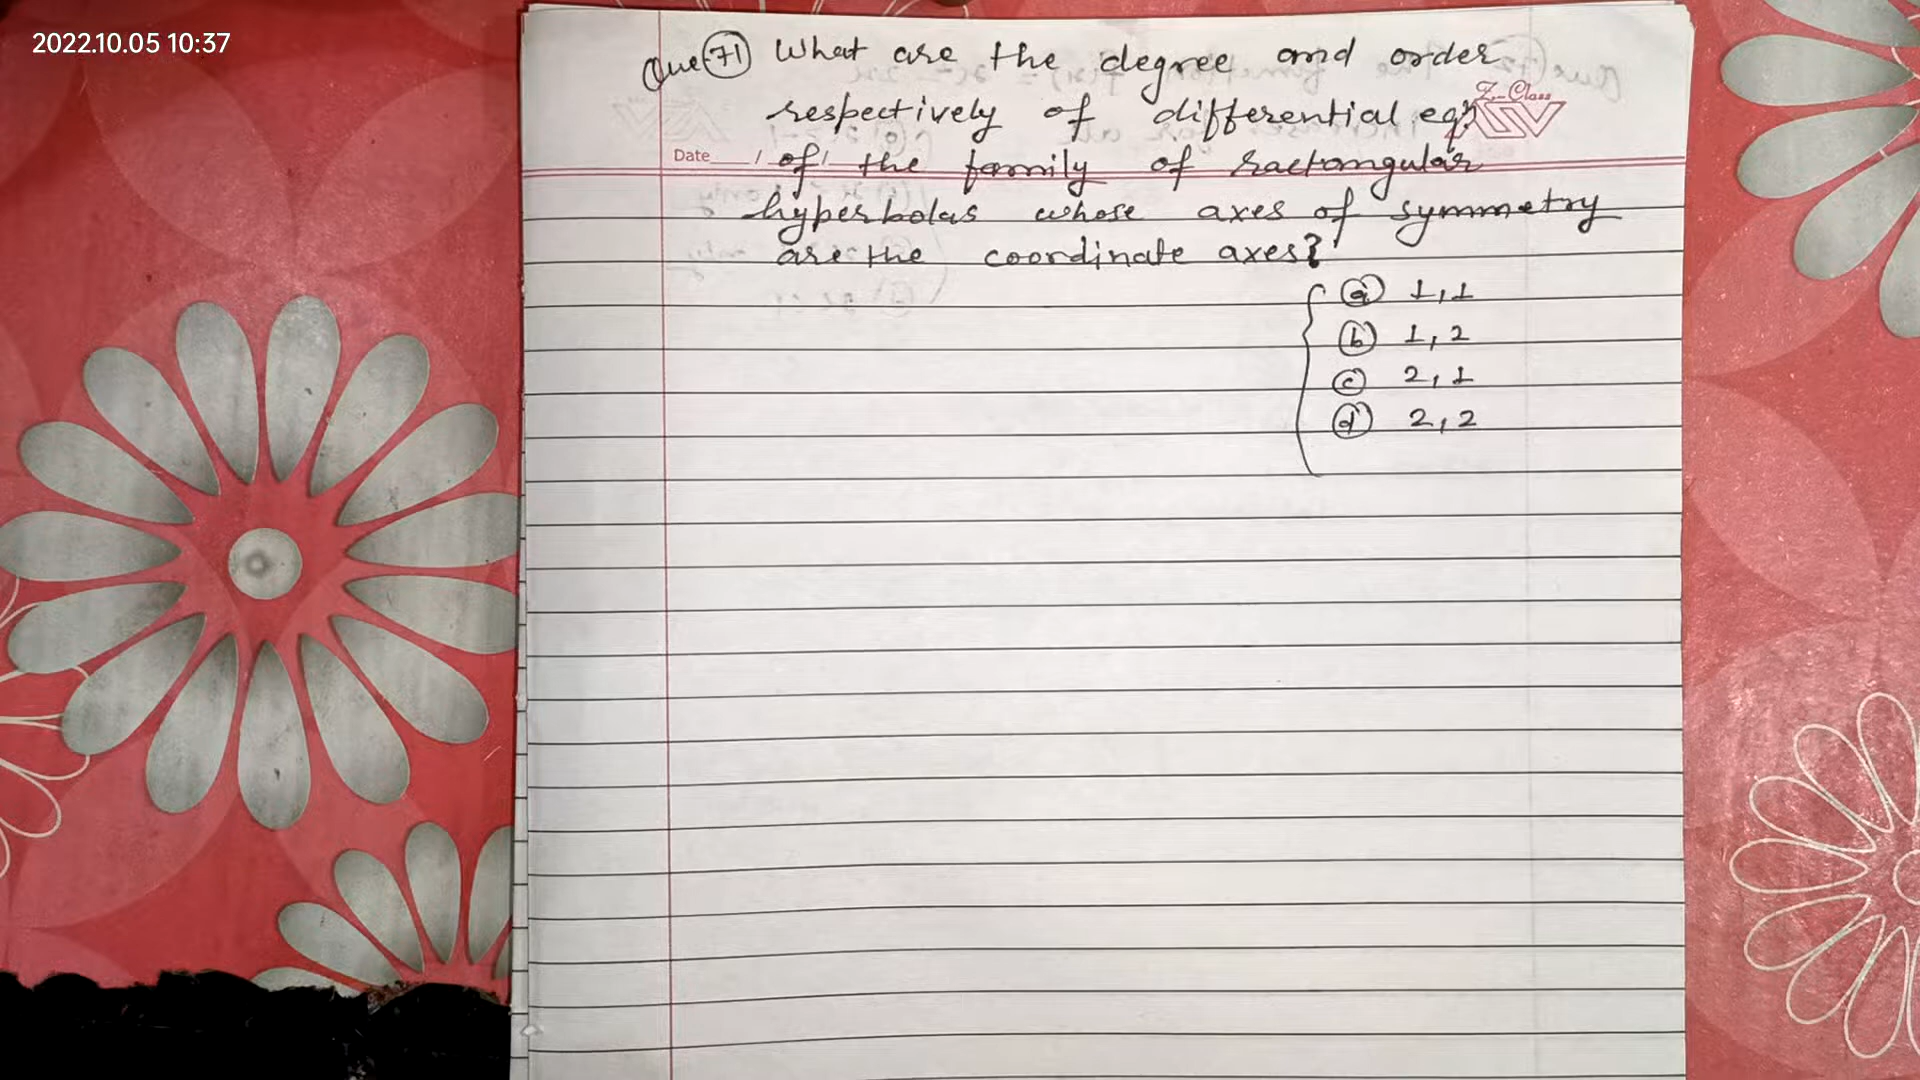 2022.10.05 10:37
Que 71 What are the degree and order
respectively of differential eqn
Z-Class
Date / of / the family of ractangular
hyperbolas whose axes of symmetry
are the coordinate axes?
(a) 1,1
(b) 1,2
(c) 2,1
(d) 2,2